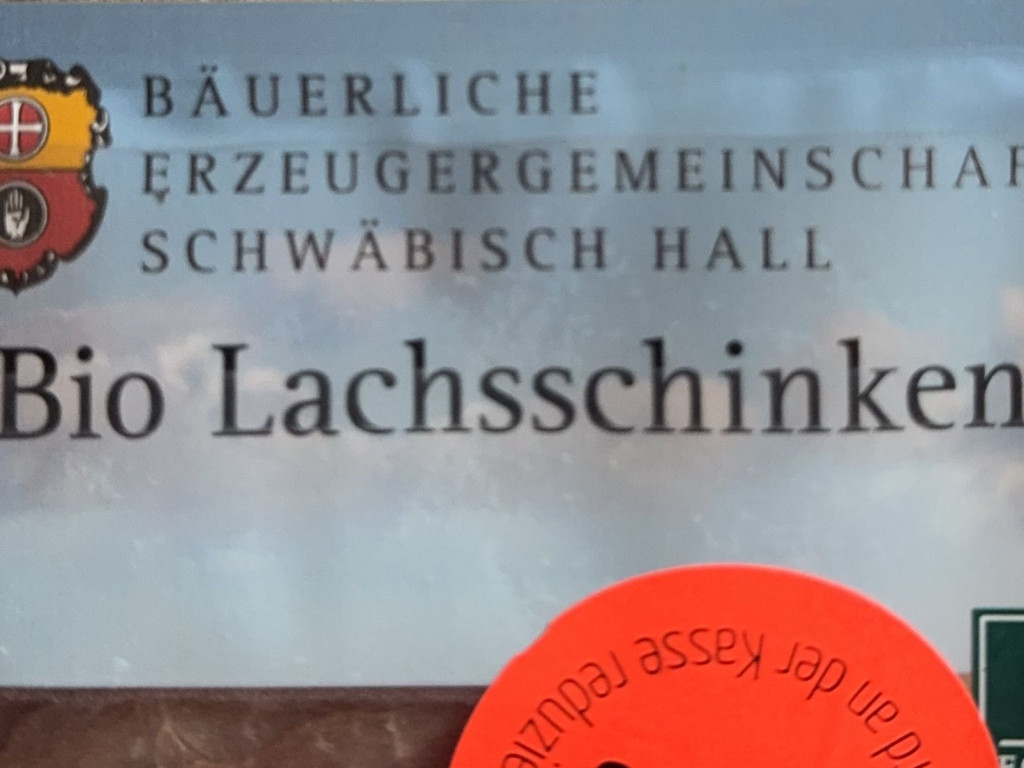 BÄUERLICHE
ERZEUGERGEMEINSCHAF
SCHWÄBISCH HALL
Bio Lachsschinken
d an der Kasse reduzie